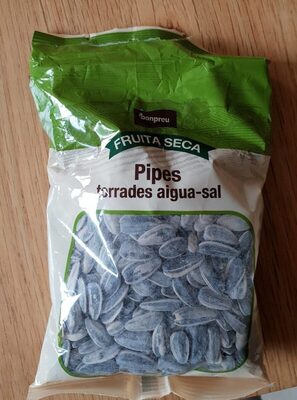 bonpreu
FRUITA SECA
Pipes
torrades aigua-sal